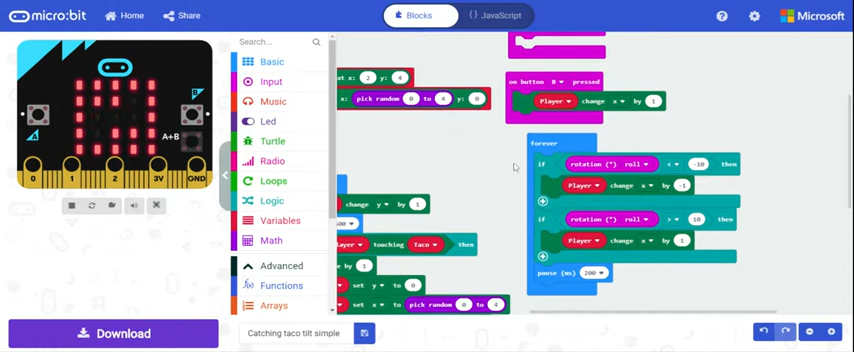 micro:bit Home Share Blocks {} JavaScript Microsoft
Search...
Basic
Input
Music
Led
Turtle
Radio
Loops
Logic
Variables
Math
Advanced
Functions
Arrays
A
B
A+B
0 1 2 3V GND
Download
Catching taco tilt simple
at x: 2 y: 4
x: pick random 0 to 4 y: 0
change y by 1
touching Taco then
by 1
set y to 0
set x to pick random 0 to 4
on button B pressed
Player change x by 1
forever
if rotation (°) roll < -10 then
Player change x by -1
if rotation (°) roll > 10 then
Player change x by 1
pause (ms) 200